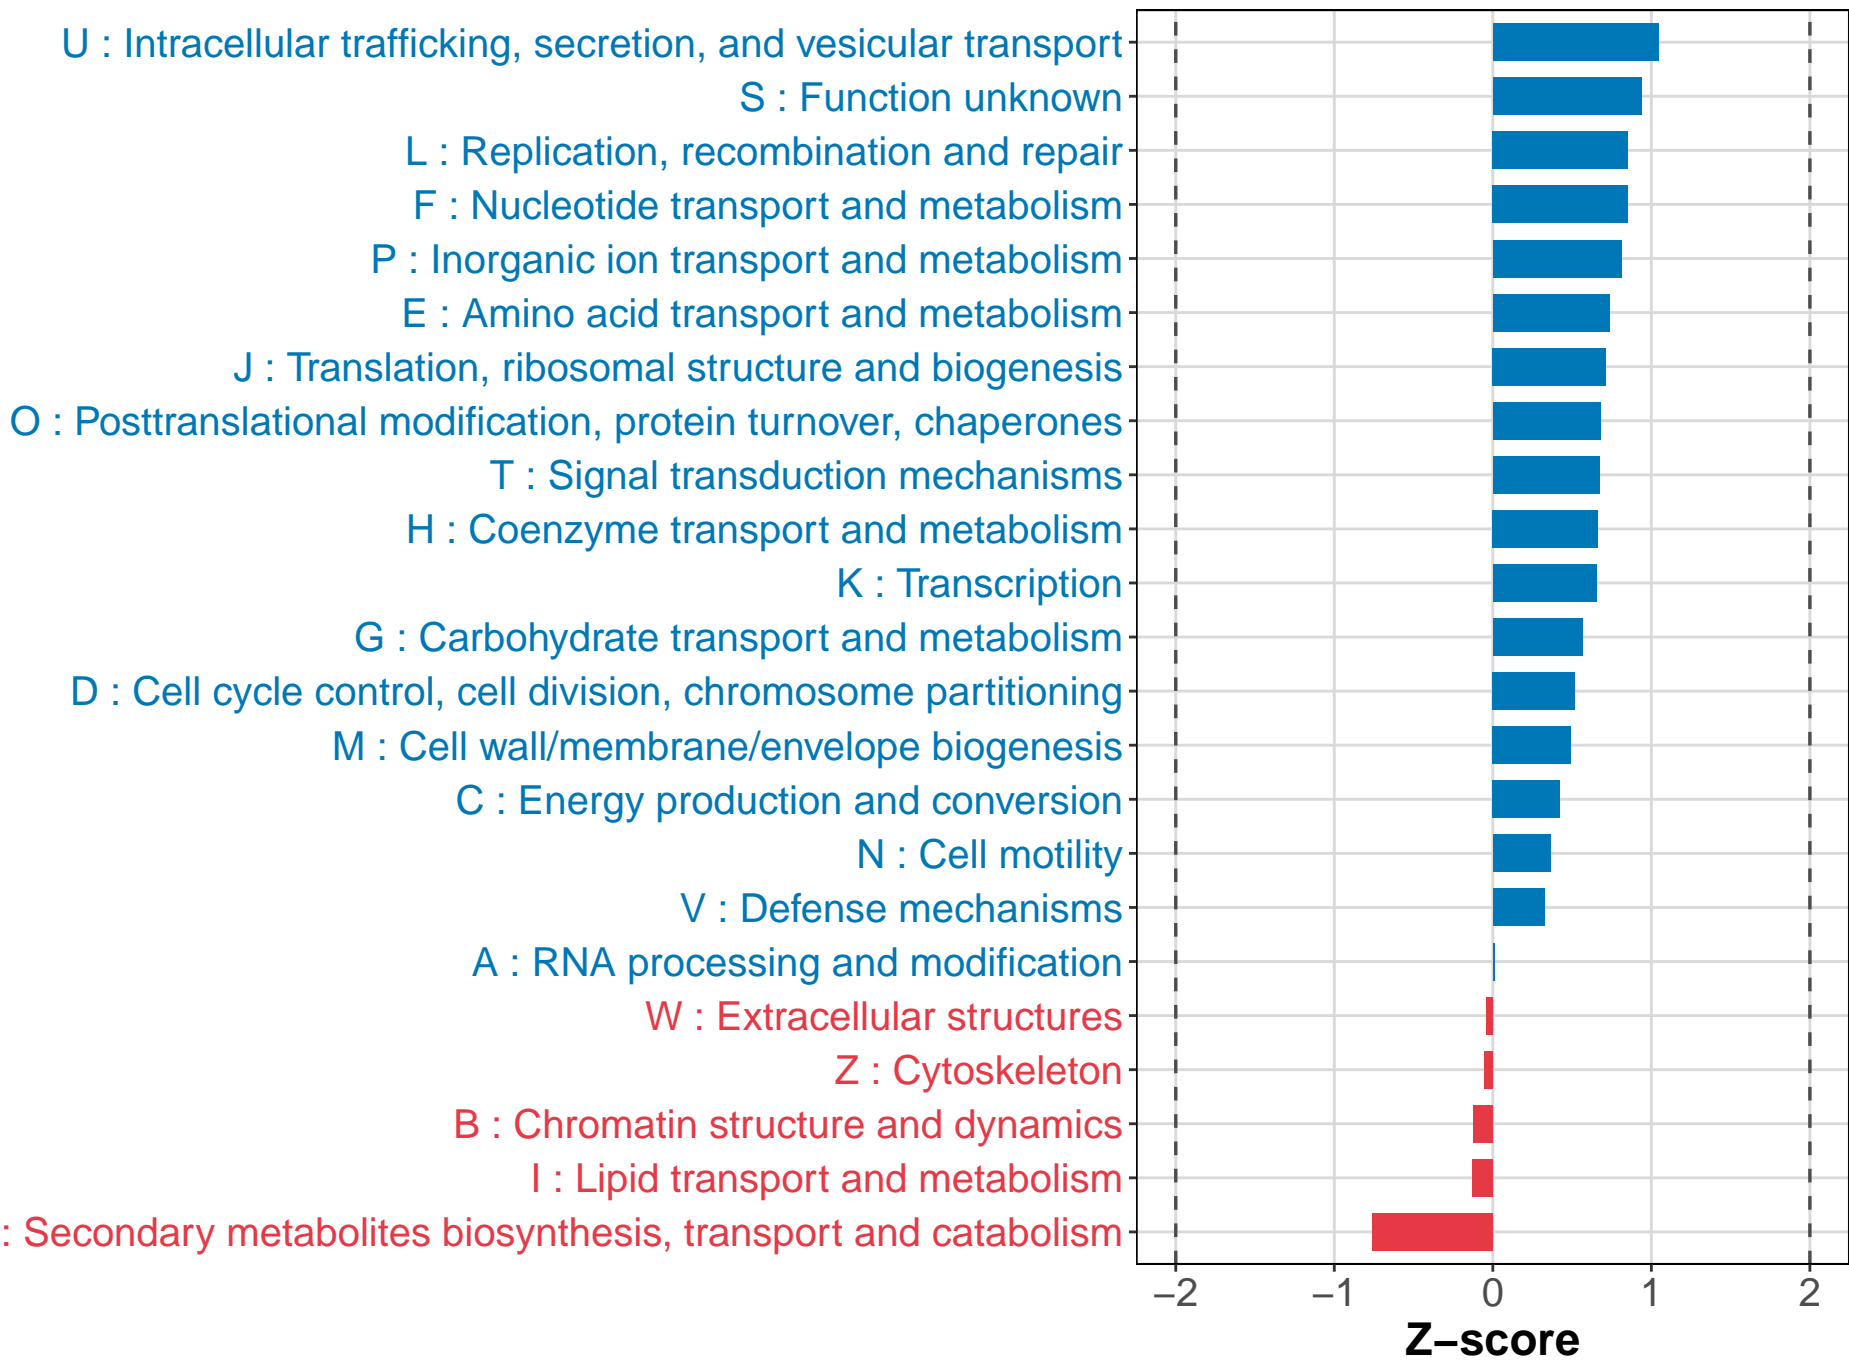 U : Intracellular trafficking, secretion, and vesicular transport
S : Function unknown
L : Replication, recombination and repair
F : Nucleotide transport and metabolism
P : Inorganic ion transport and metabolism
E : Amino acid transport and metabolism
J : Translation, ribosomal structure and biogenesis
O : Posttranslational modification, protein turnover, chaperones
T : Signal transduction mechanisms
H : Coenzyme transport and metabolism
K : Transcription
G : Carbohydrate transport and metabolism
D : Cell cycle control, cell division, chromosome partitioning
M : Cell wall/membrane/envelope biogenesis
C : Energy production and conversion
N : Cell motility
V : Defense mechanisms
A : RNA processing and modification
W : Extracellular structures
Z : Cytoskeleton
B : Chromatin structure and dynamics
I : Lipid transport and metabolism
: Secondary metabolites biosynthesis, transport and catabolism
−2 −1 0 1 2
Z−score